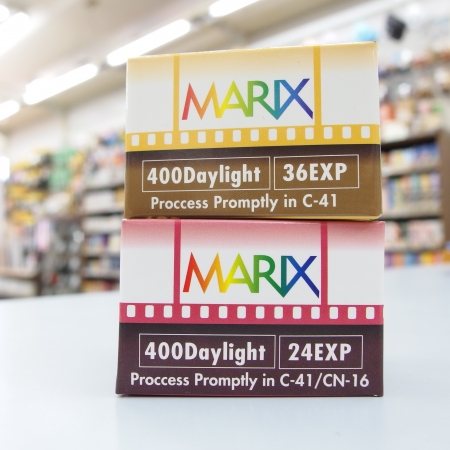 MARIX
400Daylight 36EXP
Proccess Promptly in C-41
MARIX
400Daylight 24EXP
Proccess Promptly in C-41/CN-16